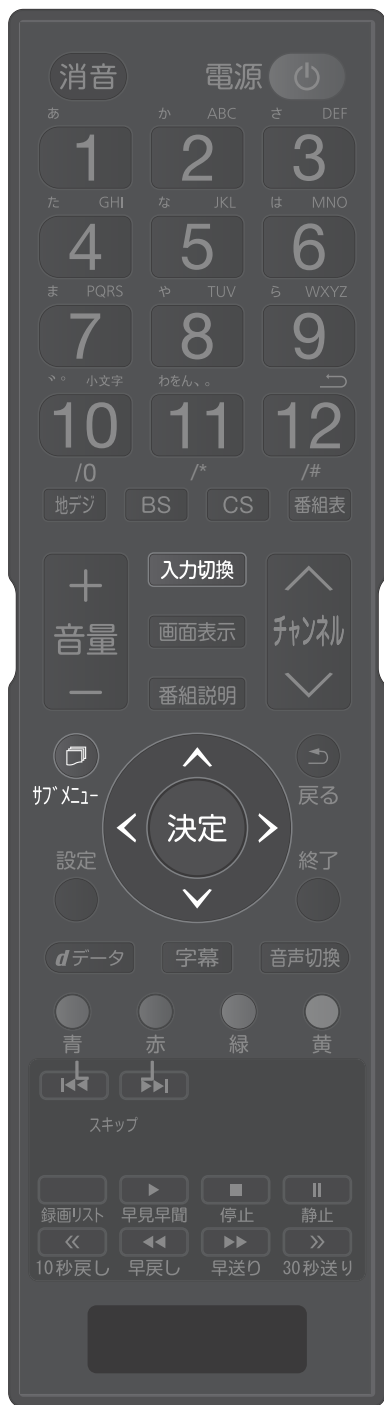 消音 電源
あ か ABC さ DEF
1 2 3
た GHI な JKL は MNO
4 5 6
ま PQRS や TUV ら WXYZ
7 8 9
゛゜ 小文字 わをん、。
10 11 12
/0 /* /#
地デジ BS CS 番組表
入力切換
＋ 音量 − 画面表示 チャンネル
番組説明
サブメニュー 戻る
決定
設定 終了
dデータ 字幕 音声切換
青 赤 緑 黄
スキップ
録画リスト 早見早聞 停止 静止
10秒戻し 早戻し 早送り 30秒送り